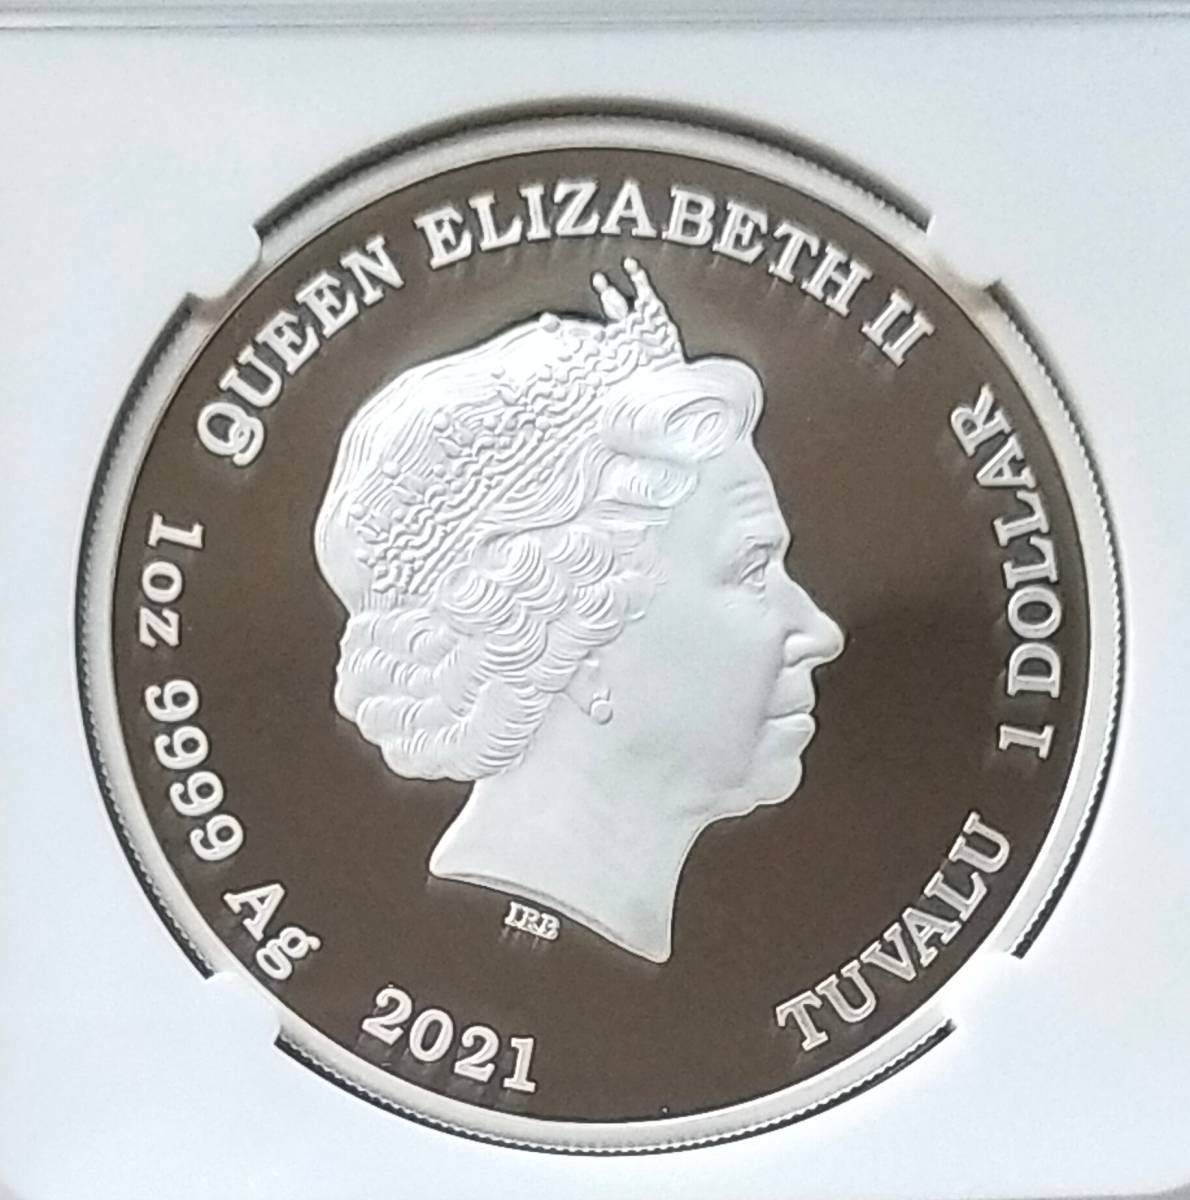 QUEEN ELIZABETH II
1 DOLLAR
TUVALU
2021
1oz 9999 Ag
IRB